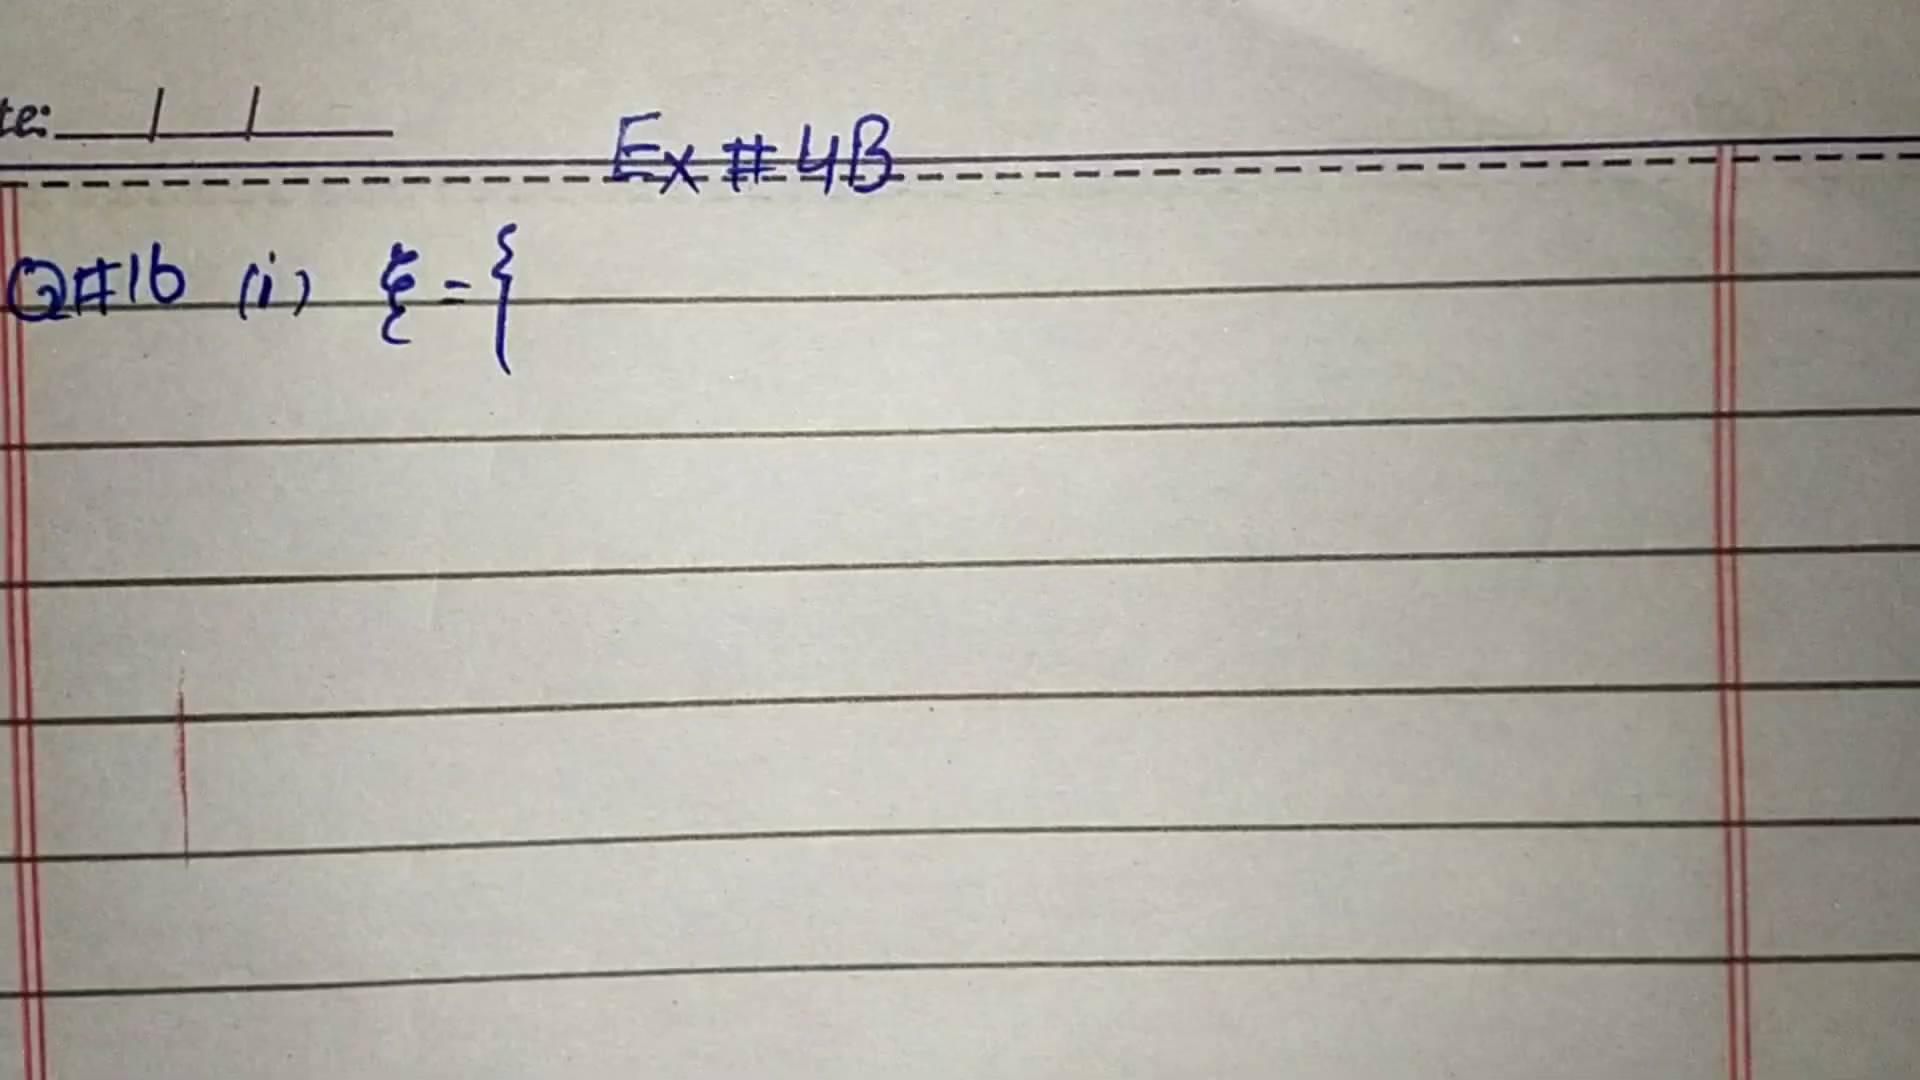 te: / /
Ex # 4B
Q#16 (i) ξ = {